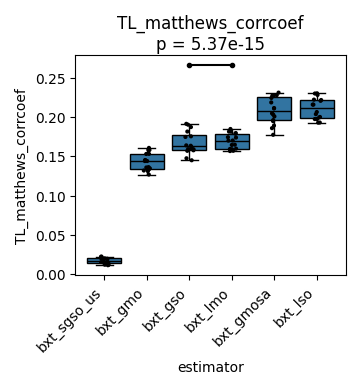 TL_matthews_corrcoef
p = 5.37e-15
TL_matthews_corrcoef
0.25
0.20
0.15
0.10
0.05
0.00
bxt_sgso_us
bxt_gmo
bxt_gso
bxt_lmo
bxt_gmosa
bxt_lso
estimator